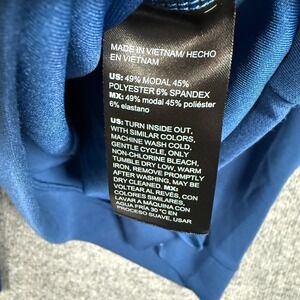 MADE IN VIETNAM/ HECHO
EN VIETNAM
US: 49% MODAL 45%
POLYESTER 6% SPANDEX
MX: 49% modal 45% poliéster
6% elastano
US: TURN INSIDE OUT,
WITH SIMILAR COLORS,
MACHINE WASH COLD,
GENTLE CYCLE, ONLY
NON-CHLORINE BLEACH,
TUMBLE DRY LOW, WARM
IRON, REMOVE PROMPTLY
AFTER WASHING, MAY BE
DRY CLEANED. MX:
VOLTEAR AL REVÉS, CON
COLORES SIMILARES,
LAVAR A MÁQUINA CON
AGUA FRÍA 30 °C EN
PROCESO SUAVE, USAR